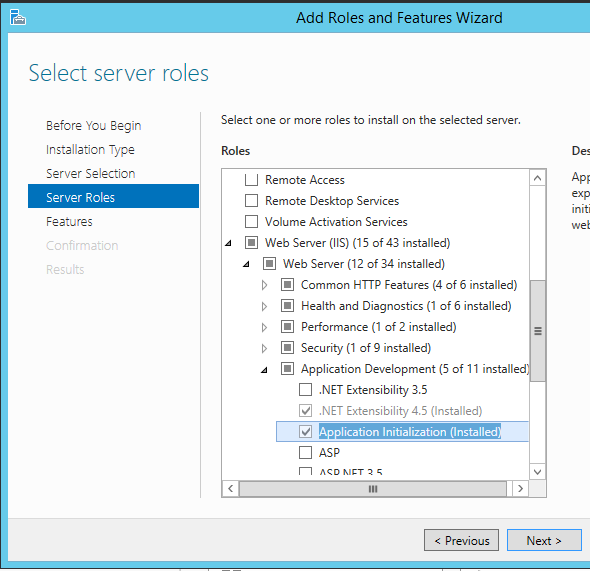 Add Roles and Features Wizard
Select server roles
Before You Begin
Installation Type
Server Selection
Server Roles
Features
Confirmation
Results
Select one or more roles to install on the selected server.
Roles
Remote Access
Remote Desktop Services
Volume Activation Services
Web Server (IIS) (15 of 43 installed)
Web Server (12 of 34 installed)
Common HTTP Features (4 of 6 installed)
Health and Diagnostics (1 of 6 installed)
Performance (1 of 2 installed)
Security (1 of 9 installed)
Application Development (5 of 11 installed)
.NET Extensibility 3.5
.NET Extensibility 4.5 (Installed)
Application Initialization (Installed)
ASP
ASP.NET 3.5
Des
App
exp
initi
web
< Previous
Next >